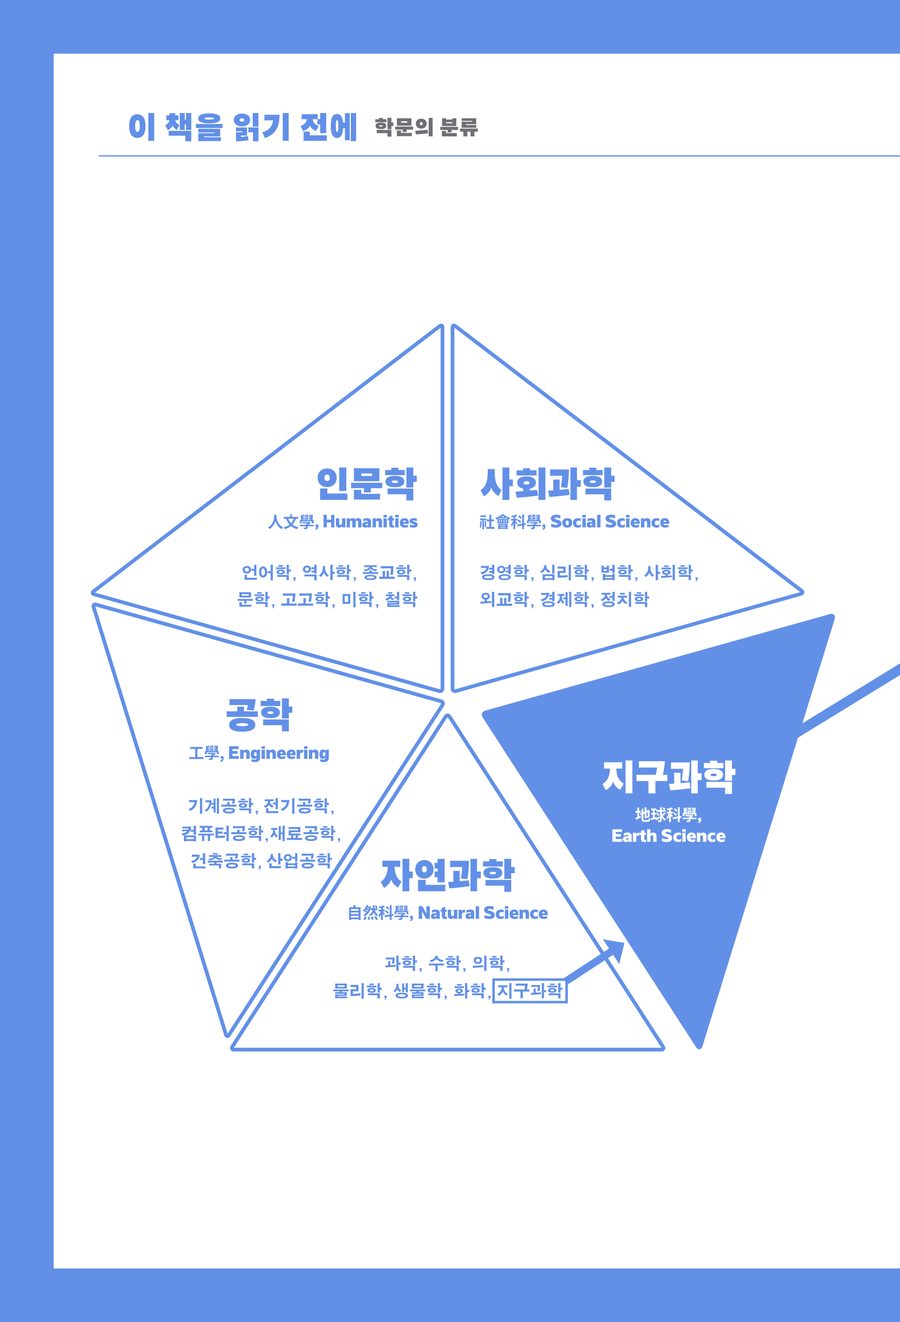 이 책을 읽기 전에 학문의 분류
인문학
人文學, Humanities
언어학, 역사학, 종교학,
문학, 고고학, 미학, 철학
사회과학
社會科學, Social Science
경영학, 심리학, 법학, 사회학,
외교학, 경제학, 정치학
공학
工學, Engineering
기계공학, 전기공학,
컴퓨터공학,재료공학,
건축공학, 산업공학
지구과학
地球科學,
Earth Science
자연과학
自然科學, Natural Science
과학, 수학, 의학,
물리학, 생물학, 화학, 지구과학